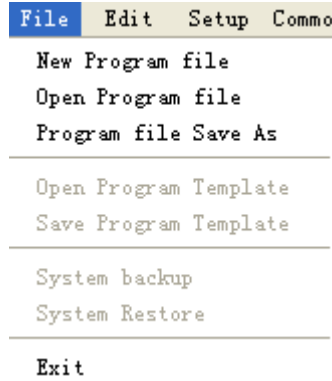 File Edit Setup Commo
New Program file
Open Program file
Program file Save As
Open Program Template
Save Program Template
System backup
System Restore
Exit